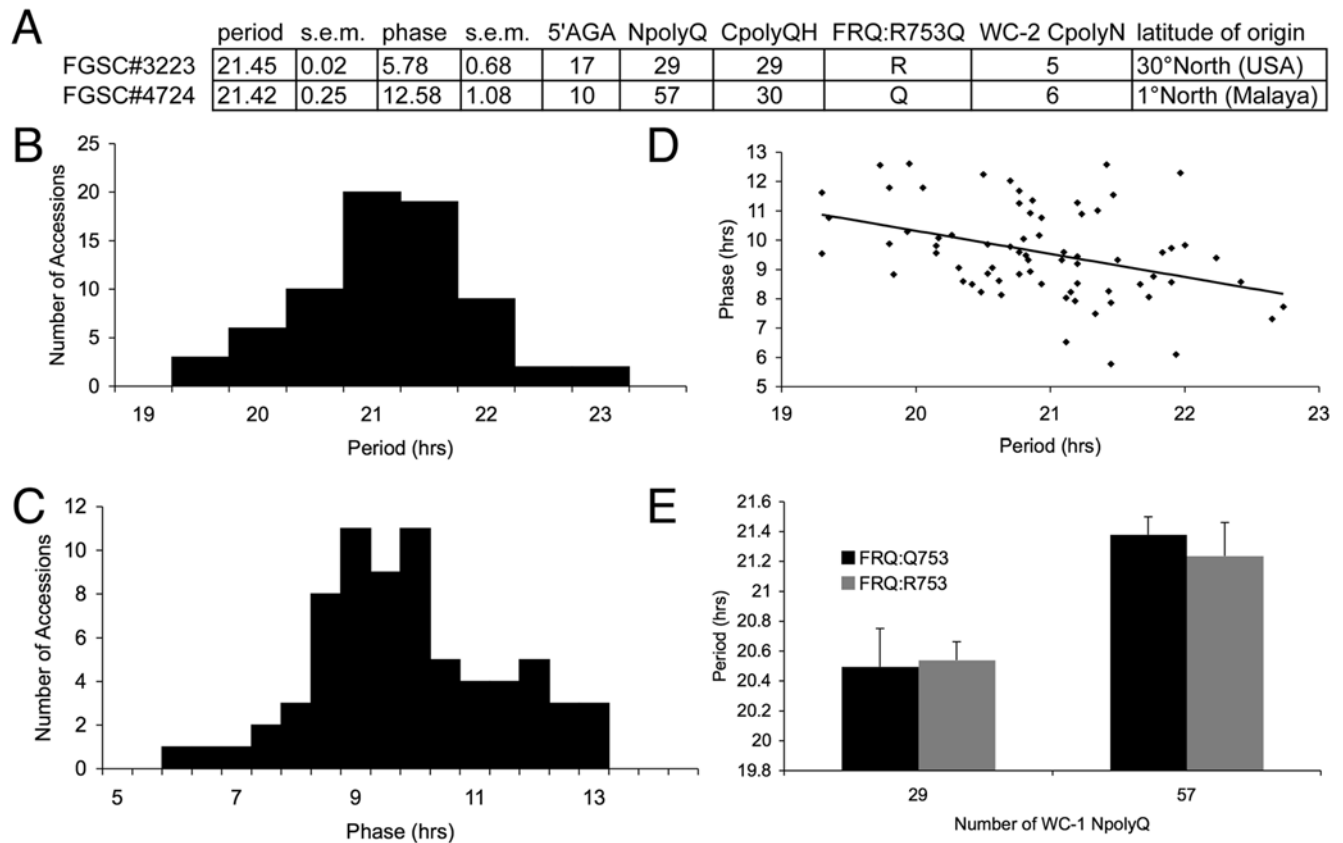 A
period s.e.m. phase s.e.m. 5'AGA NpolyQ CpolyQH FRQ:R753Q WC-2 CpolyN latitude of origin
FGSC#3223 21.45 0.02 5.78 0.68 17 29 29 R 5 30°North (USA)
FGSC#4724 21.42 0.25 12.58 1.08 10 57 30 Q 6 1°North (Malaya)
B
Number of Accessions
25
20
15
10
5
0
19 20 21 22 23
Period (hrs)
D
Phase (hrs)
13
12
11
10
9
8
7
6
5
19 20 21 22 23
Period (hrs)
C
Number of Accessions
12
10
8
6
4
2
0
5 7 9 11 13
Phase (hrs)
E
Period (hrs)
21.6
21.4
21.2
21
20.8
20.6
20.4
20.2
20
19.8
FRQ:Q753
FRQ:R753
29 57
Number of WC-1 NpolyQ